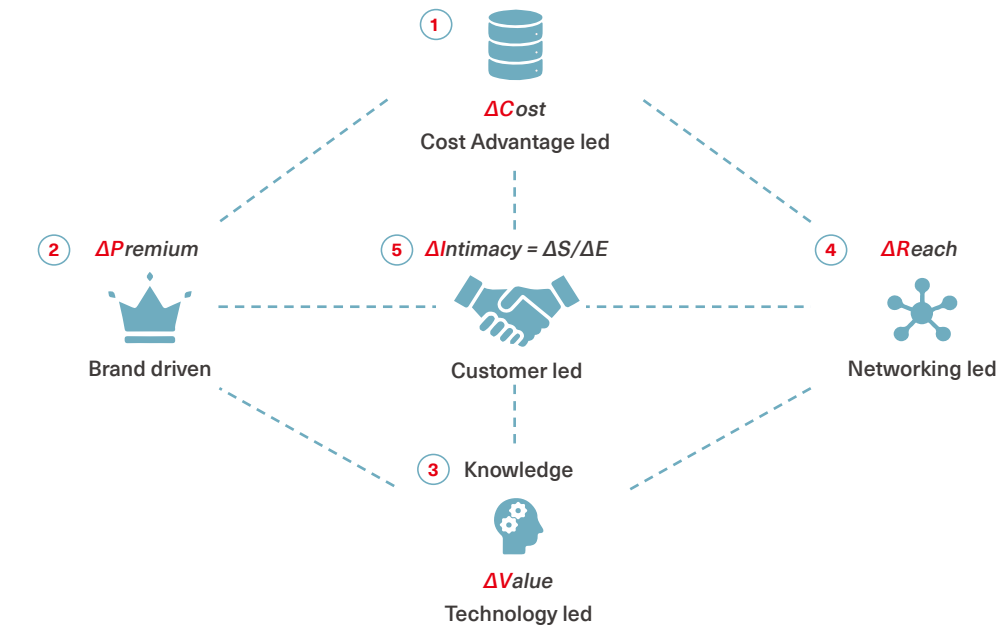 1
ΔCost
Cost Advantage led
2
ΔPremium
Brand driven
5
ΔIntimacy = ΔS/ΔE
Customer led
4
ΔReach
Networking led
3
Knowledge
ΔValue
Technology led